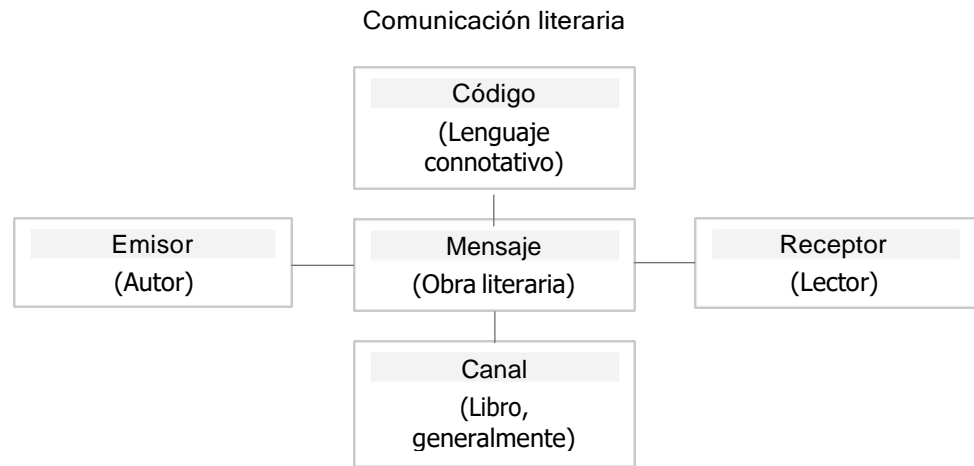 Comunicación literaria
Código
(Lenguaje
connotativo)
Emisor
(Autor)
Mensaje
(Obra literaria)
Receptor
(Lector)
Canal
(Libro,
generalmente)